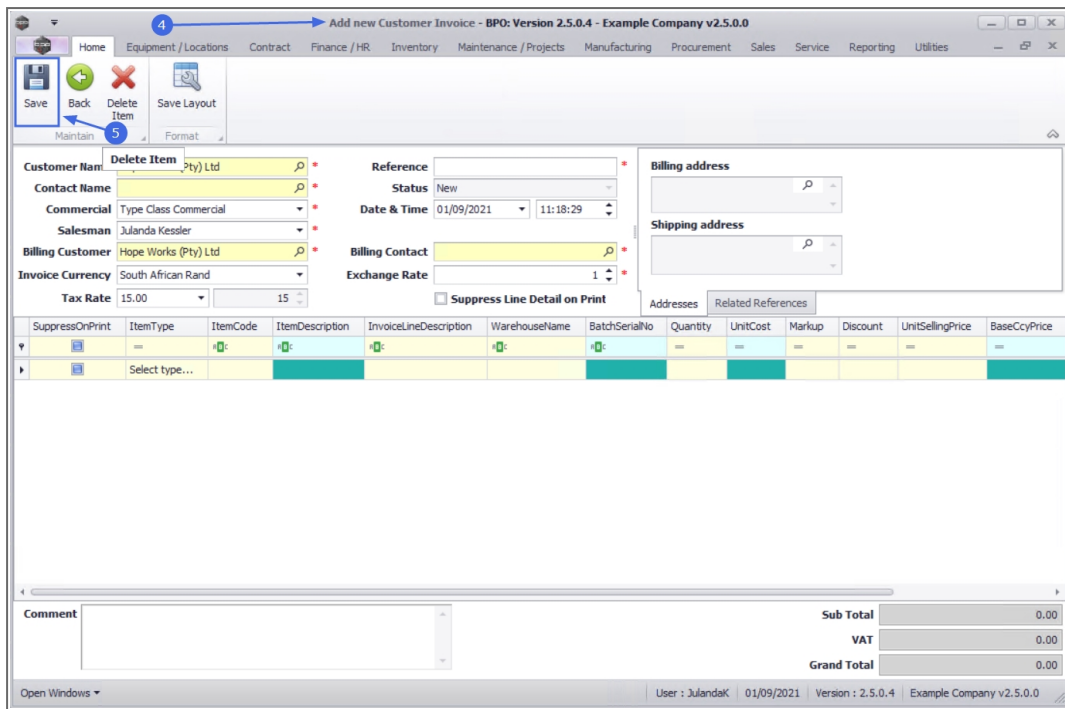 4
Add new Customer Invoice - BPO: Version 2.5.0.4 - Example Company v2.5.0.0
Home Equipment / Locations Contract Finance / HR Inventory Maintenance / Projects Manufacturing Procurement Sales Service Reporting Utilities
Save Back Delete Item Save Layout
Maintain 5 Format
Delete Item
Customer Nam (Pty) Ltd * Reference * Billing address
Contact Name * Status New
Commercial Type Class Commercial * Date & Time 01/09/2021 11:18:29
Salesman Julanda Kessler * Shipping address
Billing Customer Hope Works (Pty) Ltd * Billing Contact *
Invoice Currency South African Rand Exchange Rate 1 *
Tax Rate 15.00 15 Suppress Line Detail on Print Addresses Related References
SuppressOnPrint ItemType ItemCode ItemDescription InvoiceLineDescription WarehouseName BatchSerialNo Quantity UnitCost Markup Discount UnitSellingPrice BaseCcyPrice
= = = = = = =
Select type...
Comment Sub Total 0.00
VAT 0.00
Grand Total 0.00
Open Windows User : JulandaK 01/09/2021 Version : 2.5.0.4 Example Company v2.5.0.0